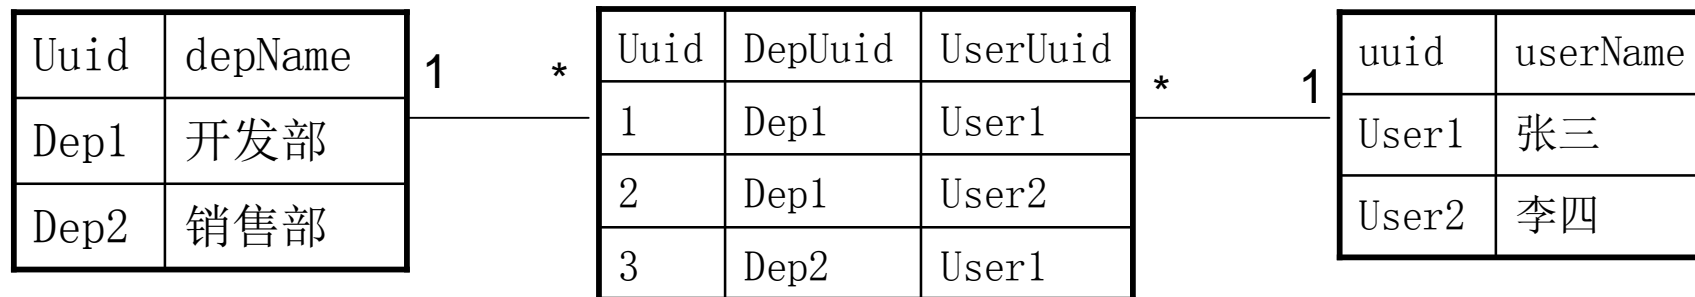 Uuid depName
Dep1 开发部
Dep2 销售部
1 *
Uuid DepUuid UserUuid
1 Dep1 User1
2 Dep1 User2
3 Dep2 User1
* 1
uuid userName
User1 张三
User2 李四